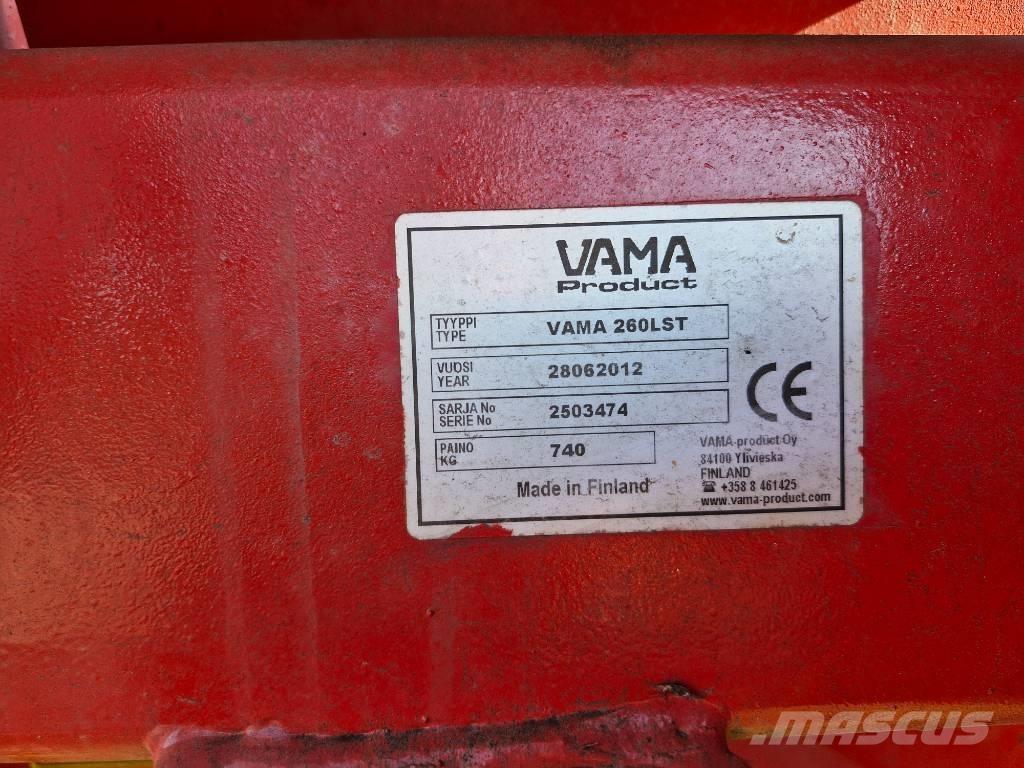 VAMA
Product
TYYPPI
TYPE
VAMA 260LST
VUOSI
YEAR
28062012
SARJA No
SERIE No
2503474
PAINO
KG
740
CE
VAMA-product Oy
84100 Ylivieska
FINLAND
☎ +358 8 461425
www.vama-product.com
Made in Finland
MASCUS